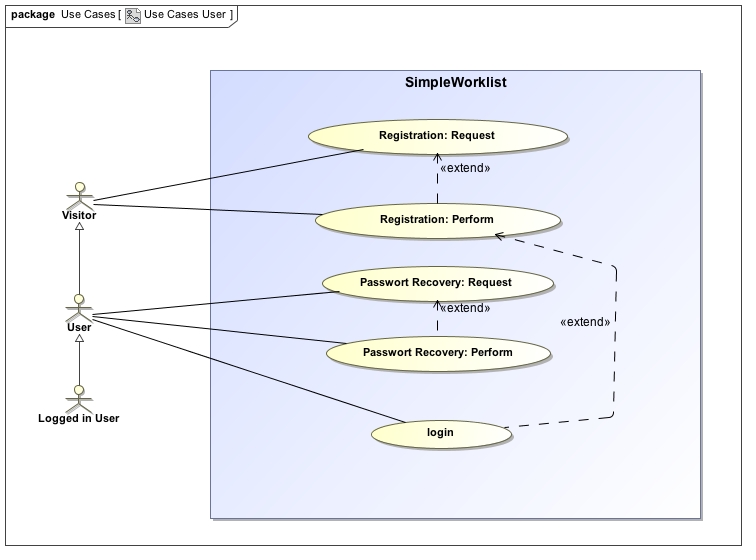 package Use Cases [ Use Cases User ]
SimpleWorklist
Registration: Request
«extend»
Visitor
Registration: Perform
Passwort Recovery: Request
«extend»
User
«extend»
Passwort Recovery: Perform
Logged in User
login